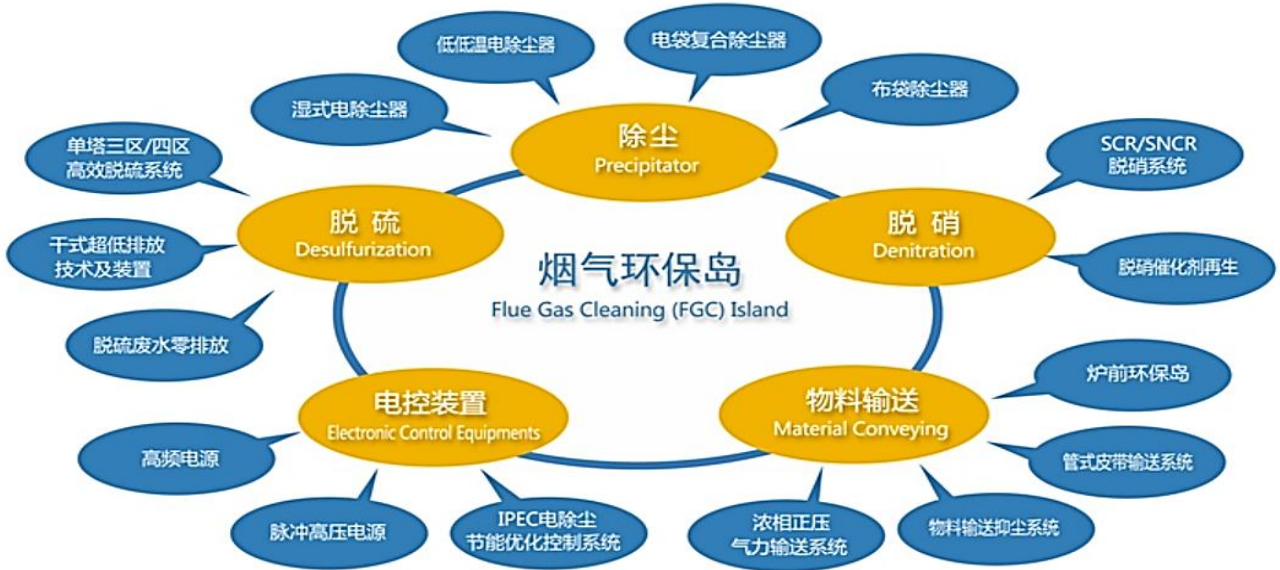 低低温电除尘器
电袋复合除尘器
湿式电除尘器
布袋除尘器
除尘
Precipitator
单塔三区/四区
高效脱硫系统
SCR/SNCR
脱硝系统
脱硫
Desulfurization
脱硝
Denitration
干式超低排放
技术及装置
脱硝催化剂再生
烟气环保岛
Flue Gas Cleaning (FGC) Island
脱硫废水零排放
炉前环保岛
电控装置
Electronic Control Equipments
物料输送
Material Conveying
高频电源
管式皮带输送系统
脉冲高压电源
IPEC电除尘
节能优化控制系统
浓相正压
气力输送系统
物料输送抑尘系统